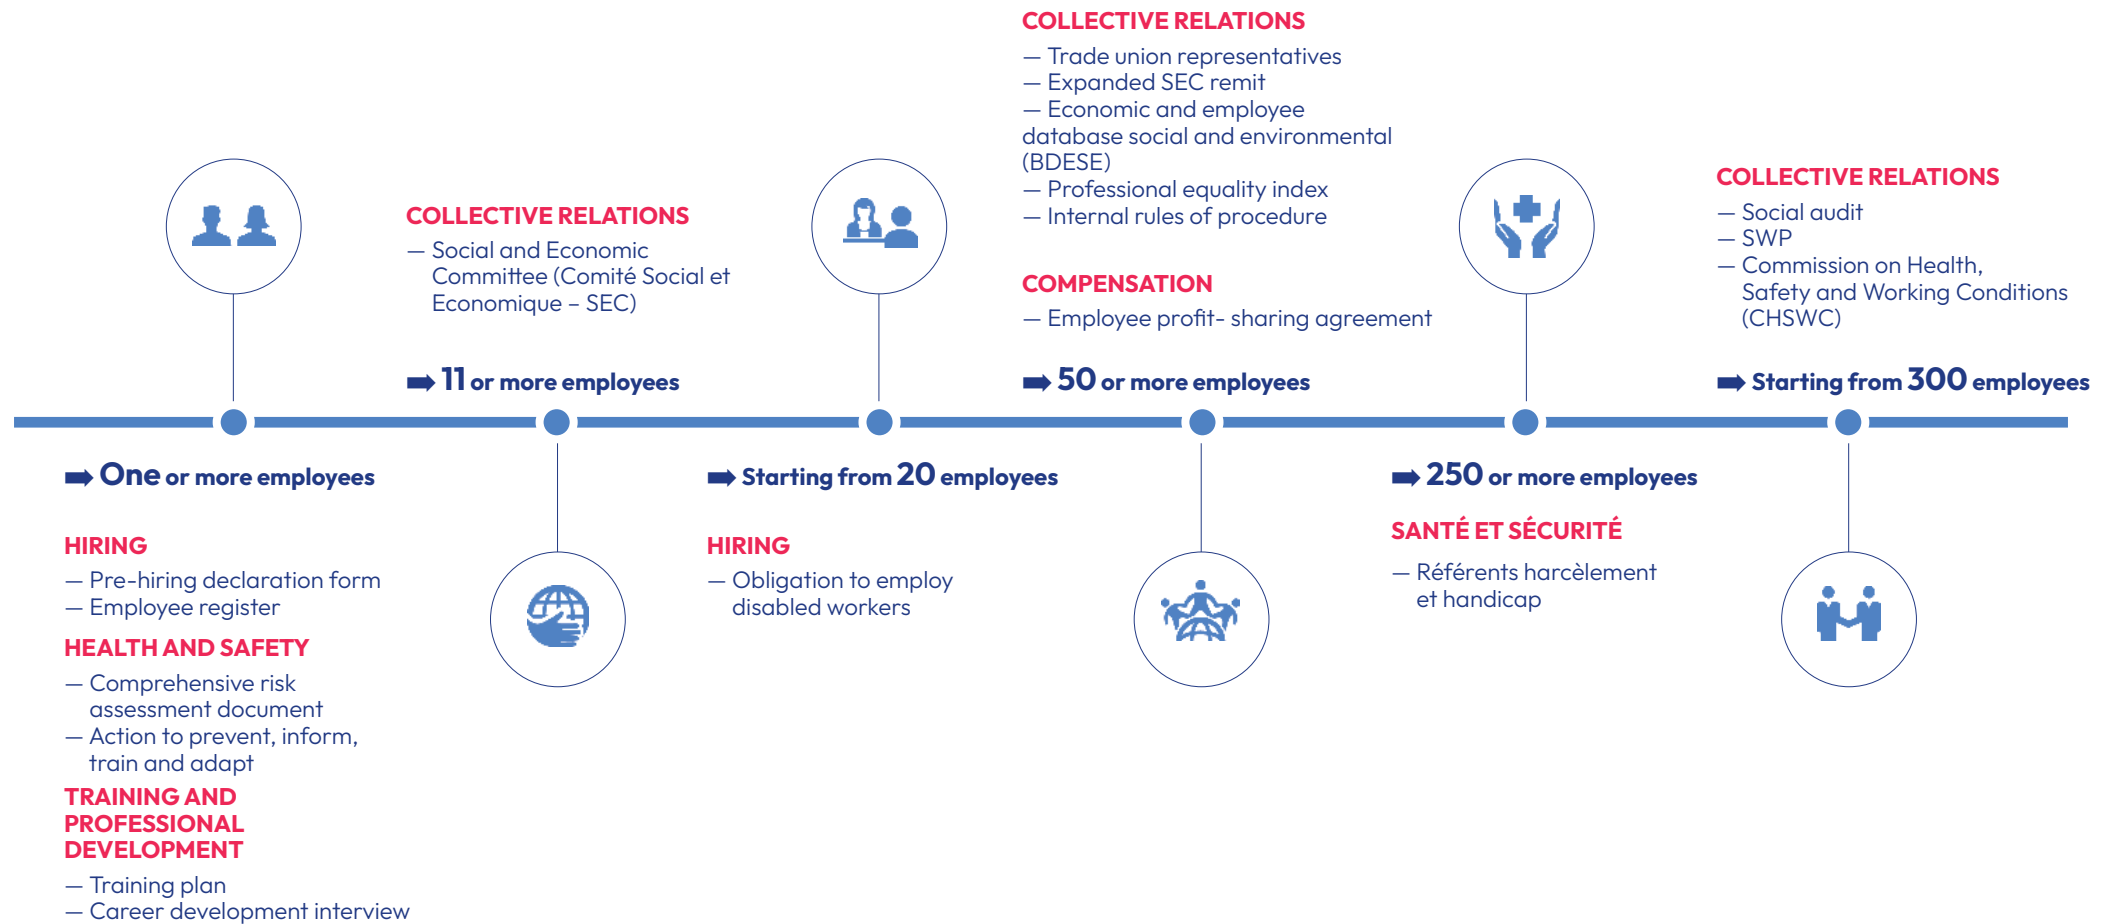 ➡ One or more employees
HIRING
— Pre-hiring declaration form
— Employee register
HEALTH AND SAFETY
— Comprehensive risk
assessment document
— Action to prevent, inform,
train and adapt
TRAINING AND
PROFESSIONAL
DEVELOPMENT
— Training plan
— Career development interview
COLLECTIVE RELATIONS
— Social and Economic
Committee (Comité Social et
Economique – SEC)
➡ 11 or more employees
➡ Starting from 20 employees
HIRING
— Obligation to employ
disabled workers
COLLECTIVE RELATIONS
— Trade union representatives
— Expanded SEC remit
— Economic and employee
database social and environmental
(BDESE)
— Professional equality index
— Internal rules of procedure
COMPENSATION
— Employee profit- sharing agreement
➡ 50 or more employees
➡ 250 or more employees
SANTÉ ET SÉCURITÉ
— Référents harcèlement
et handicap
COLLECTIVE RELATIONS
— Social audit
— SWP
— Commission on Health,
Safety and Working Conditions
(CHSWC)
➡ Starting from 300 employees